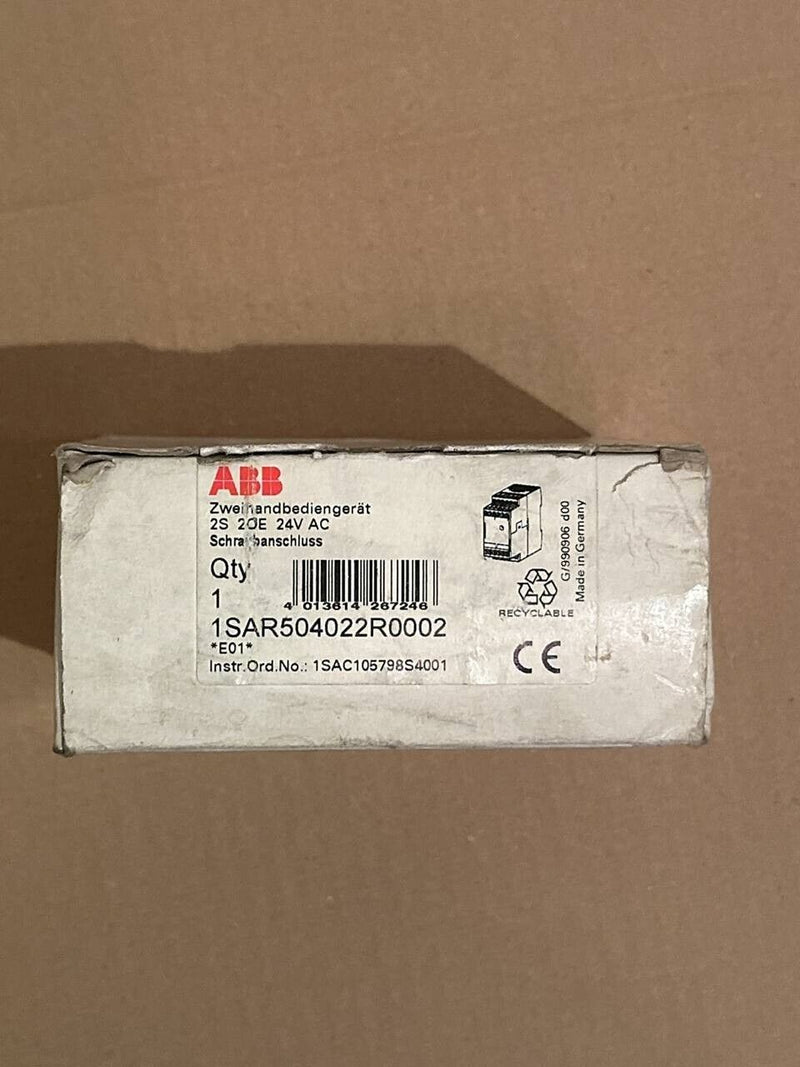 ABB
Zweihandbediengerät
2S 2OE 24V AC
Schraubanschluss
Qty
1
4 013614 267246
1SAR504022R0002
*E01*
Instr.Ord.No.: 1SAC105798S4001
RECYCLABLE
CE
G/990906 d00
Made in Germany